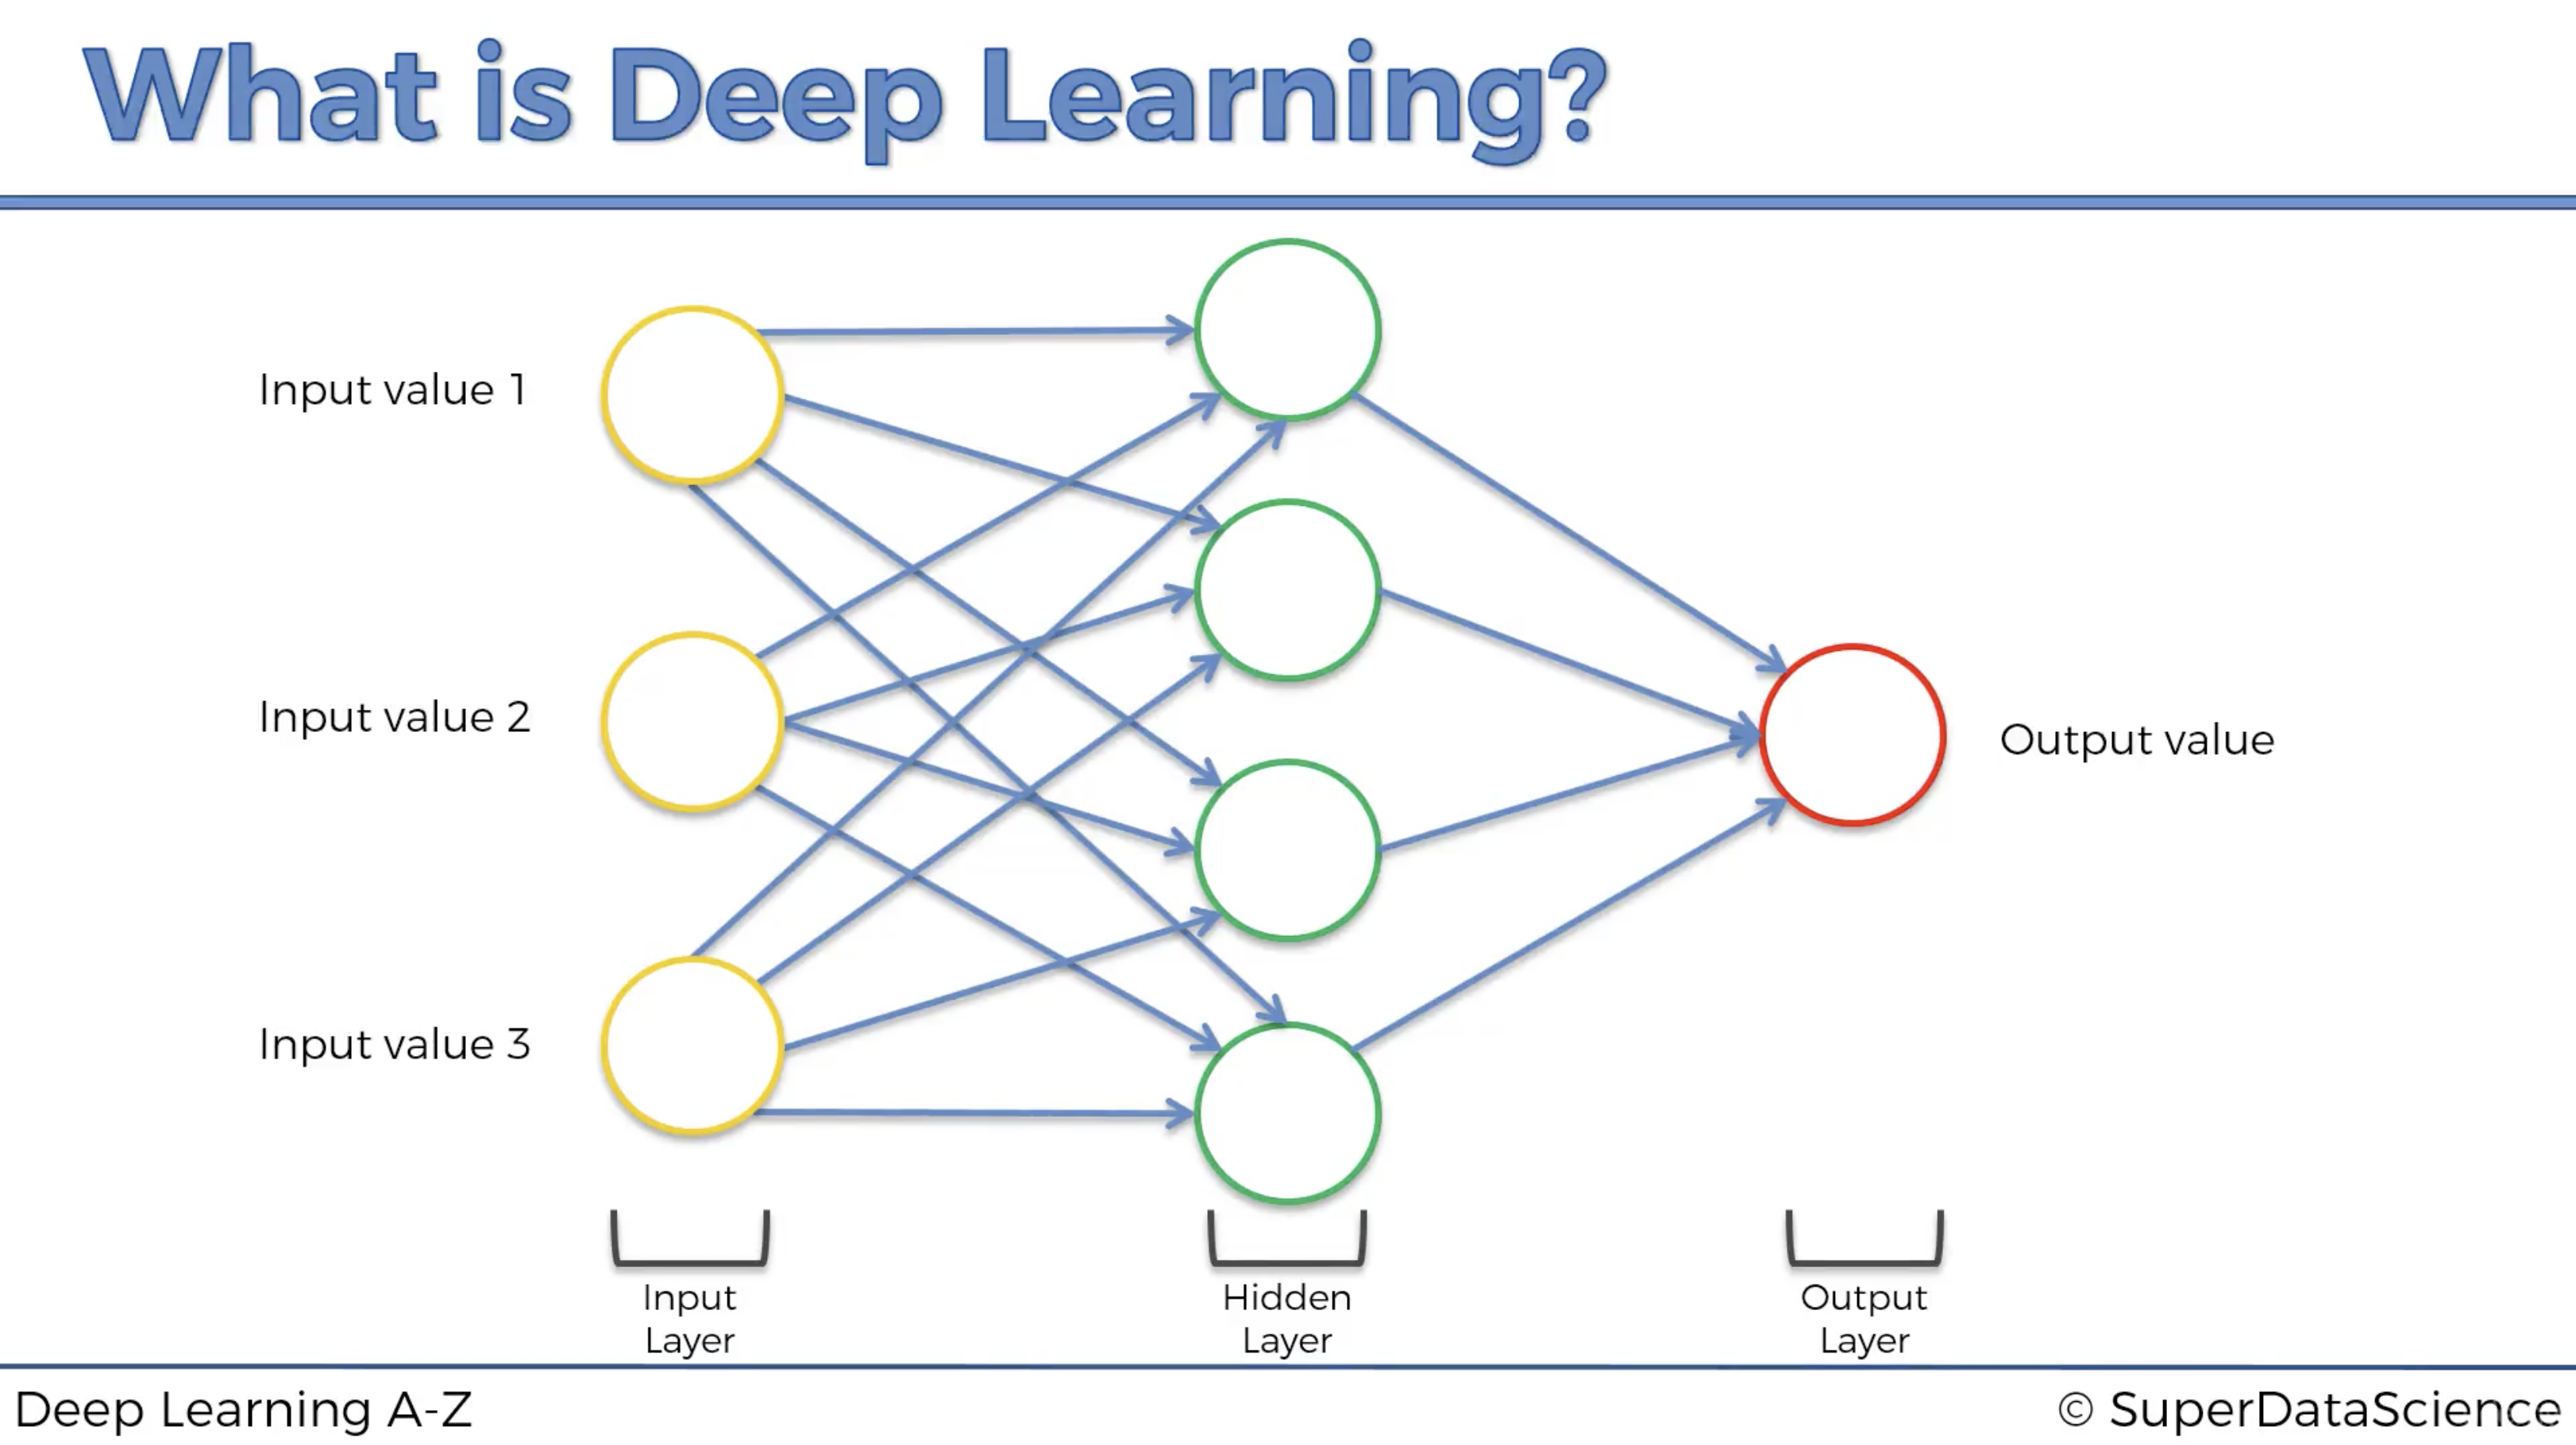 What is Deep Learning?
Input value 1
Input value 2
Input value 3
Output value
Input
Layer
Hidden
Layer
Output
Layer
Deep Learning A-Z
© SuperDataScience